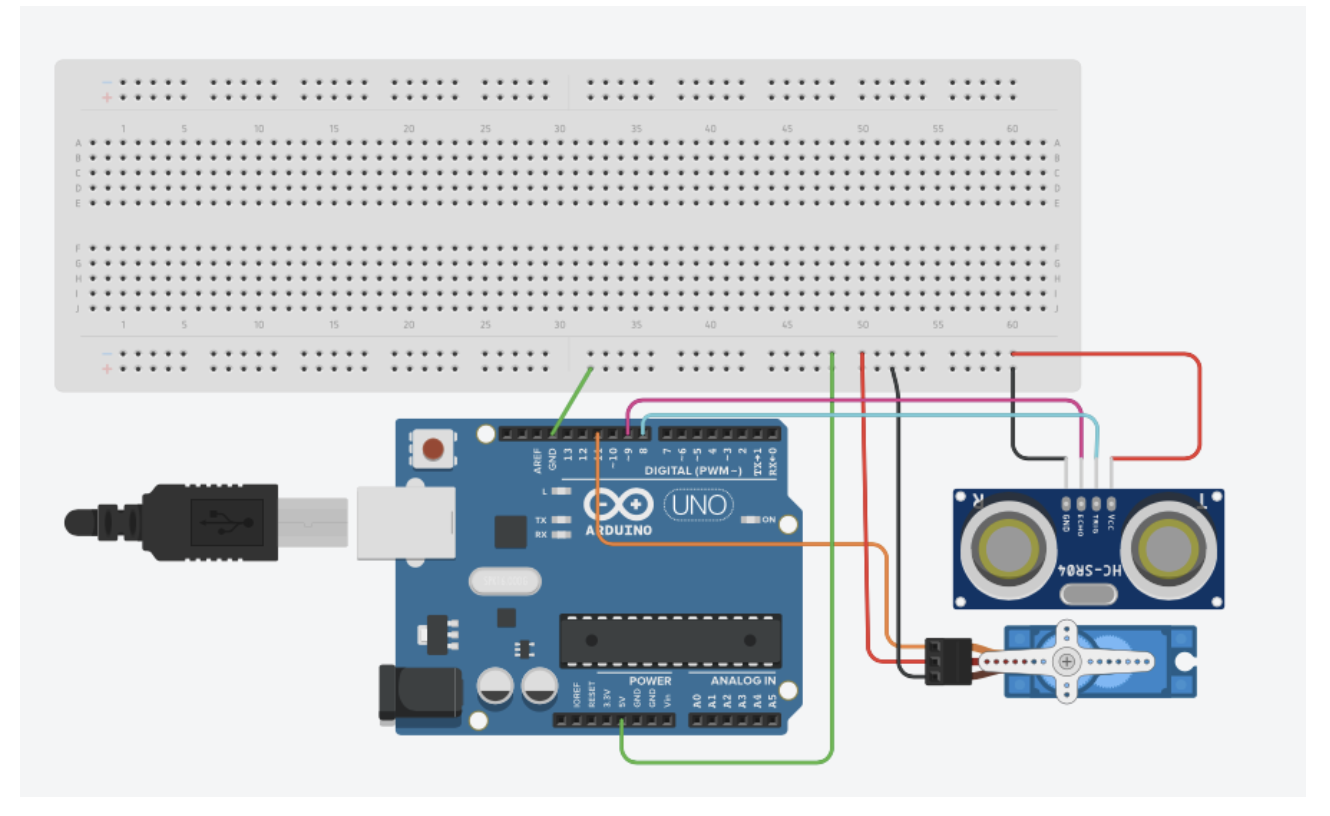 − −
+ +
1 5 10 15 20 25 30 35 40 45 50 55 60
A A
B B
C C
D D
E E
F F
G G
H H
I I
J J
1 5 10 15 20 25 30 35 40 45 50 55 60
−
+
AREF GND 13 12 11 ~10 ~9 8 7 ~6 ~5 4 ~3 2 TX→1 RX←0
DIGITAL (PWM~)
L
TX
RX
ARDUINO
UNO
ON
R T
GND ECHO TRIG VCC
HC-SR04
POWER ANALOG IN
IOREF RESET 3.3V 5V GND GND Vin A0 A1 A2 A3 A4 A5